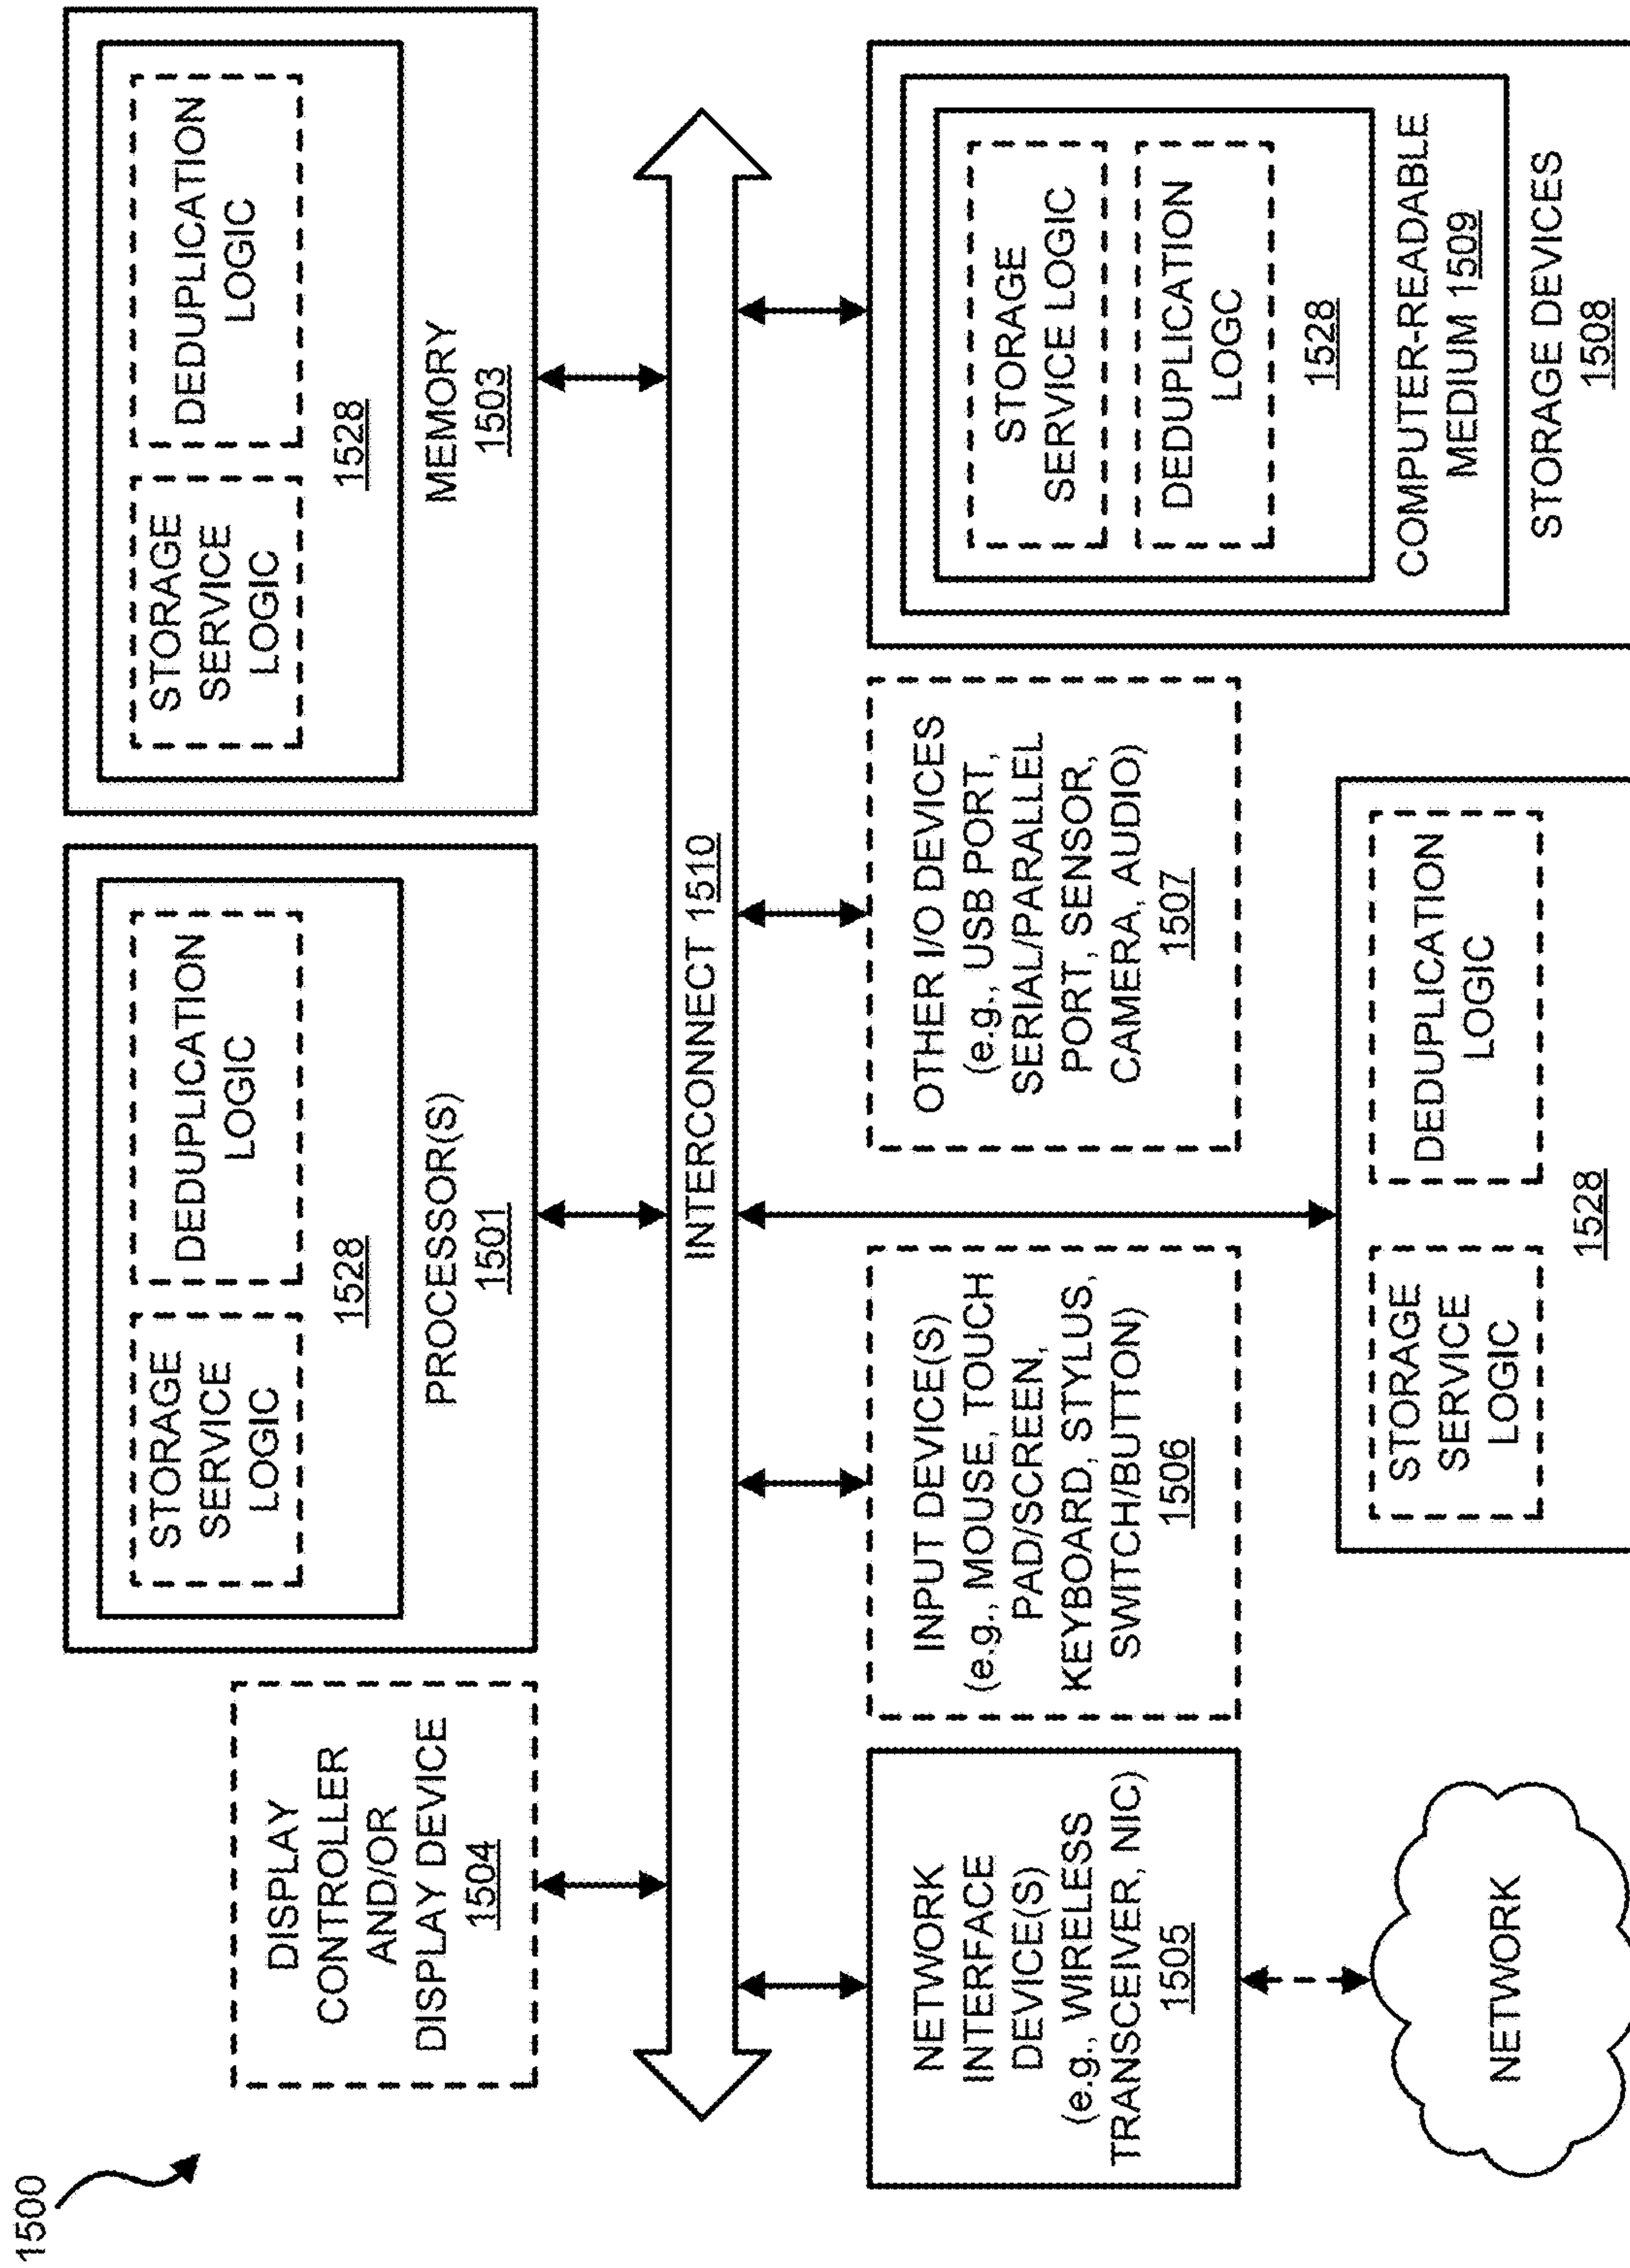 1500
DISPLAY
CONTROLLER
AND/OR
DISPLAY DEVICE
1504
STORAGE
SERVICE
LOGIC
DEDUPLICATION
LOGIC
1528
PROCESSOR(S)
1501
STORAGE
SERVICE
LOGIC
DEDUPLICATION
LOGIC
1528
MEMORY
1503
INTERCONNECT 1510
NETWORK
INTERFACE
DEVICE(S)
(e.g., WIRELESS
TRANSCEIVER, NIC)
1505
INPUT DEVICE(S)
(e.g., MOUSE, TOUCH
PAD/SCREEN,
KEYBOARD, STYLUS,
SWITCH/BUTTON)
1506
OTHER I/O DEVICES
(e.g., USB PORT,
SERIAL/PARALLEL
PORT, SENSOR,
CAMERA, AUDIO)
1507
STORAGE
SERVICE LOGIC
DEDUPLICATION
LOGC
1528
COMPUTER-READABLE
MEDIUM 1509
STORAGE DEVICES
1508
NETWORK
STORAGE
SERVICE
LOGIC
DEDUPLICATION
LOGIC
1528